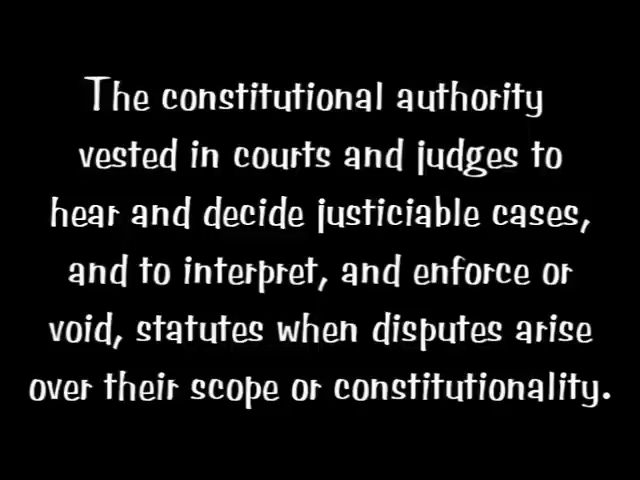 The constitutional authority
vested in courts and judges to
hear and decide justiciable cases,
and to interpret, and enforce or
void, statutes when disputes arise
over their scope or constitutionality.